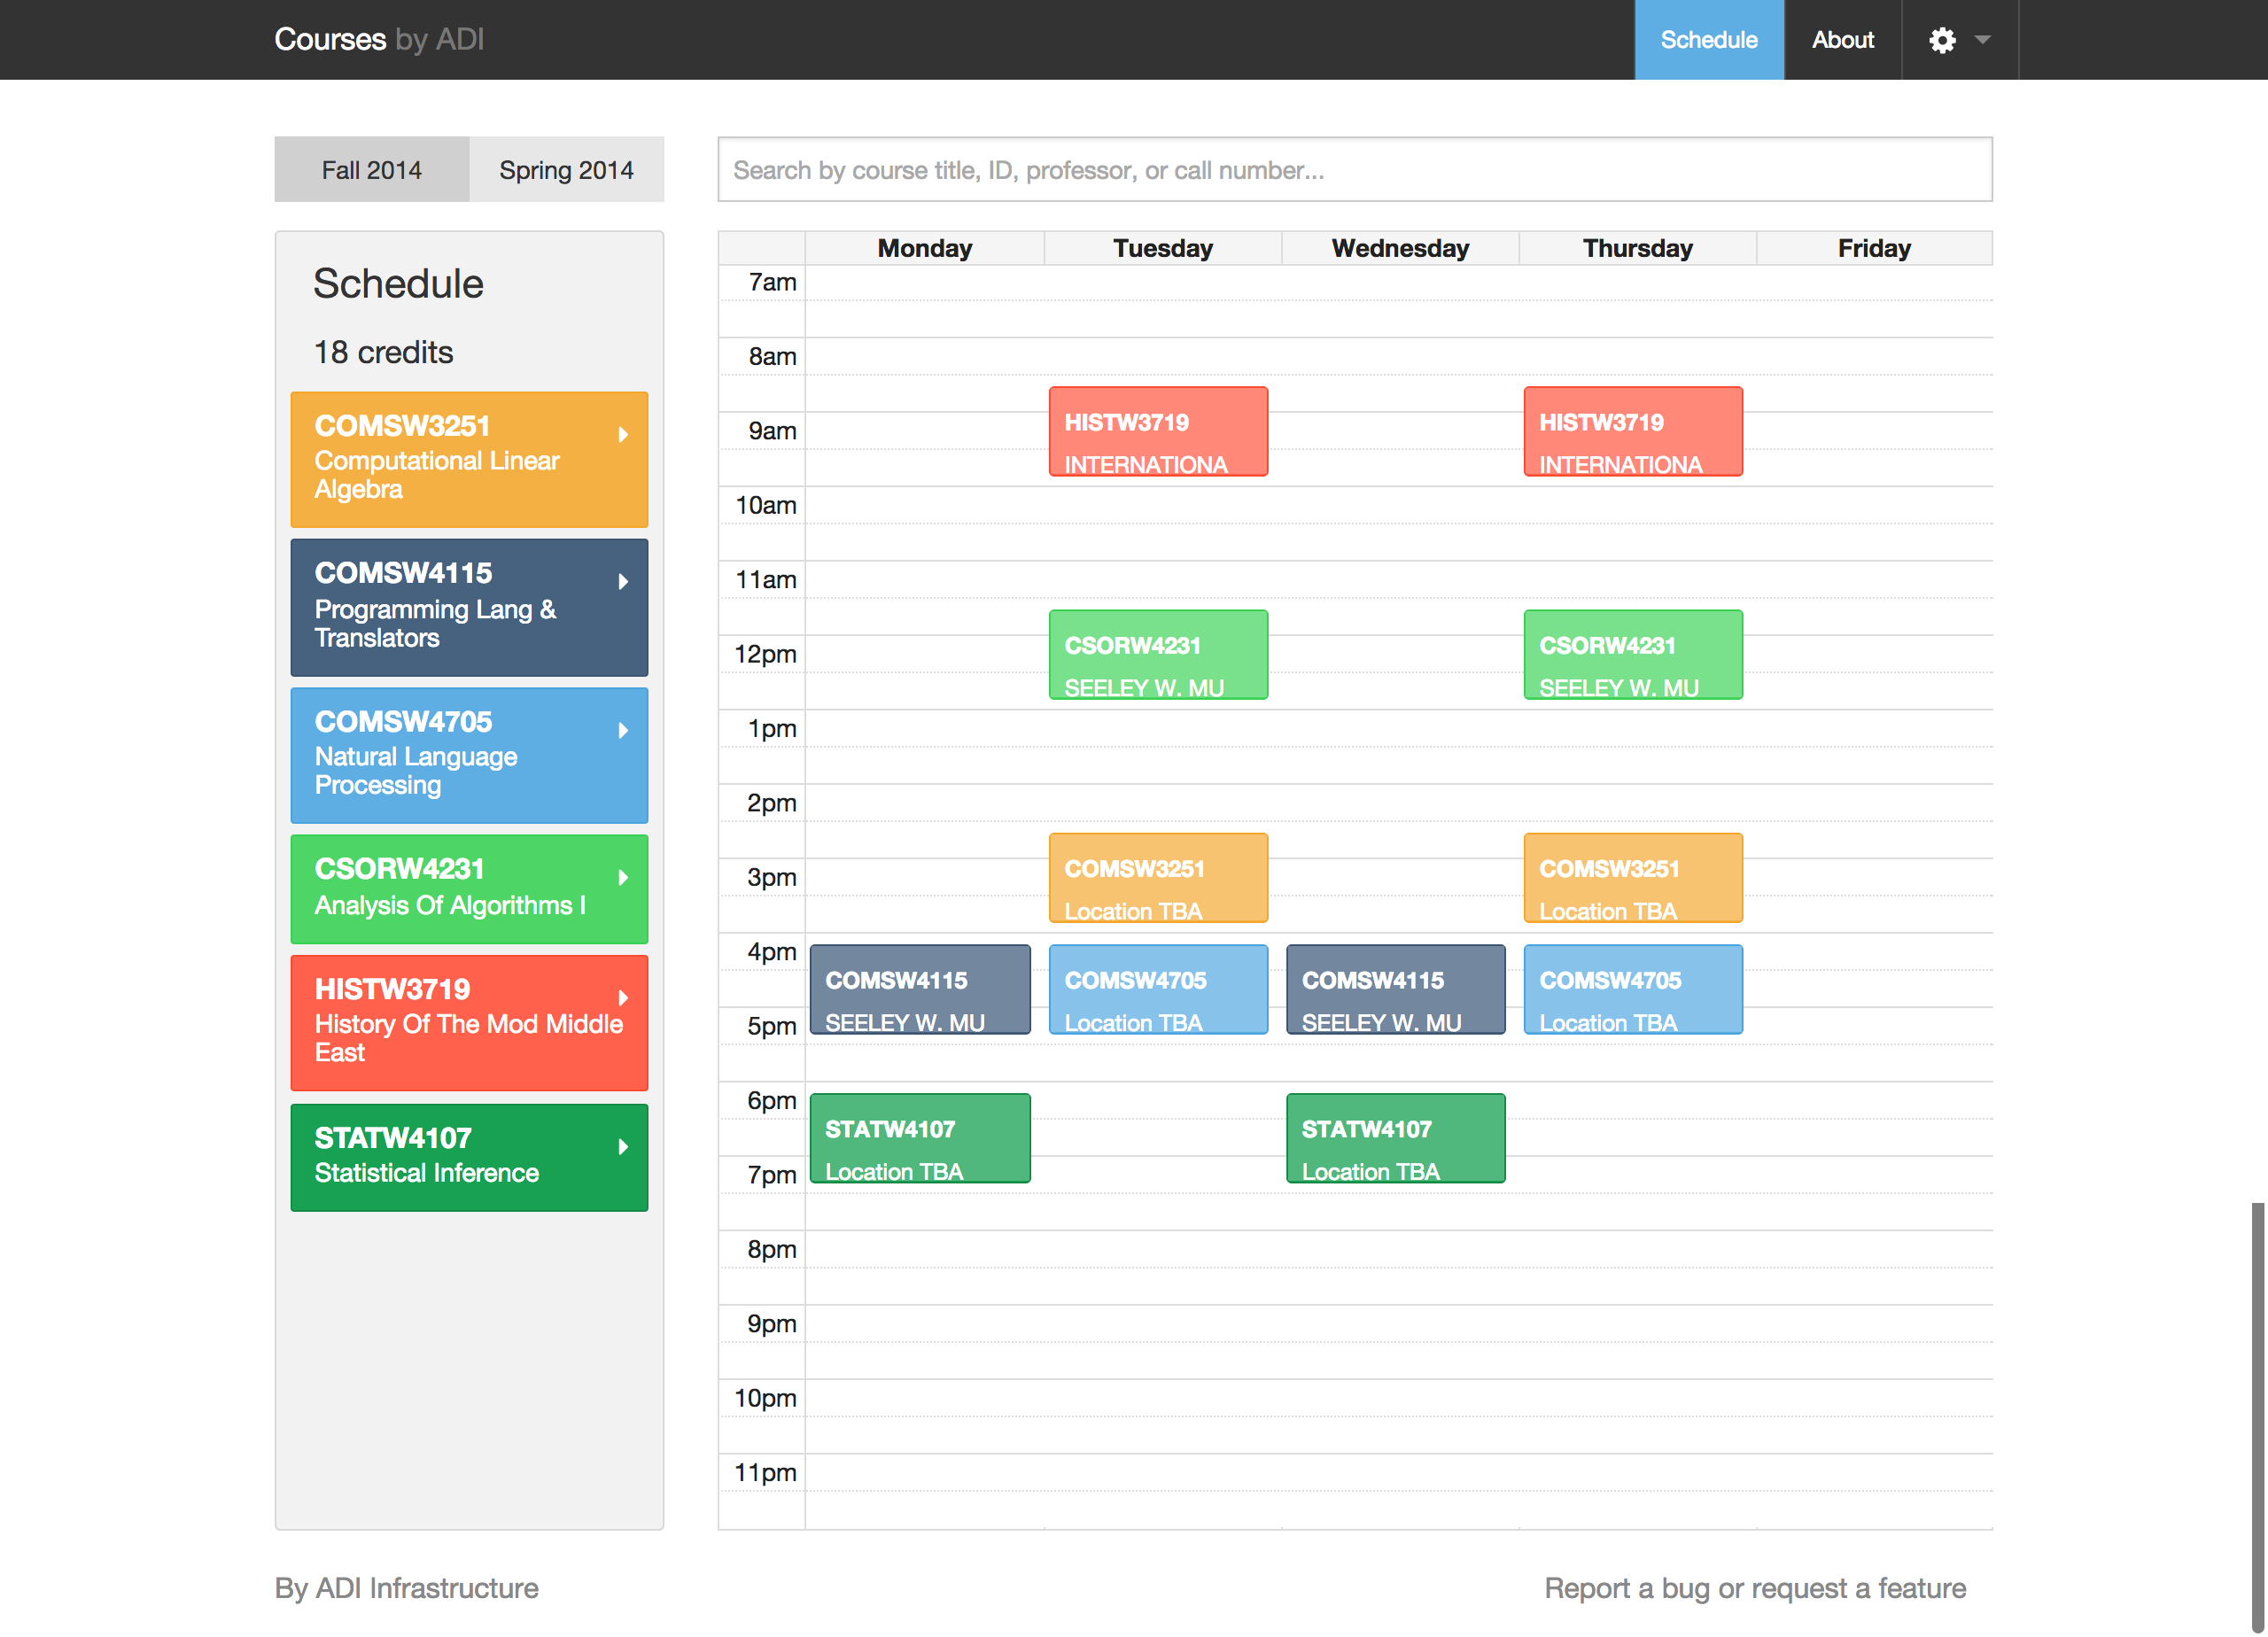 Courses by ADI
Schedule
About
Fall 2014
Spring 2014
Search by course title, ID, professor, or call number...
Schedule
18 credits
COMSW3251
Computational Linear
Algebra
COMSW4115
Programming Lang &
Translators
COMSW4705
Natural Language
Processing
CSORW4231
Analysis Of Algorithms I
HISTW3719
History Of The Mod Middle
East
STATW4107
Statistical Inference
Monday
Tuesday
Wednesday
Thursday
Friday
7am
8am
HISTW3719
INTERNATIONA
HISTW3719
INTERNATIONA
9am
10am
11am
CSORW4231
SEELEY W. MU
CSORW4231
SEELEY W. MU
12pm
1pm
2pm
COMSW3251
Location TBA
COMSW3251
Location TBA
3pm
4pm
COMSW4115
SEELEY W. MU
COMSW4705
Location TBA
COMSW4115
SEELEY W. MU
COMSW4705
Location TBA
5pm
6pm
STATW4107
Location TBA
STATW4107
Location TBA
7pm
8pm
9pm
10pm
11pm
By ADI Infrastructure
Report a bug or request a feature